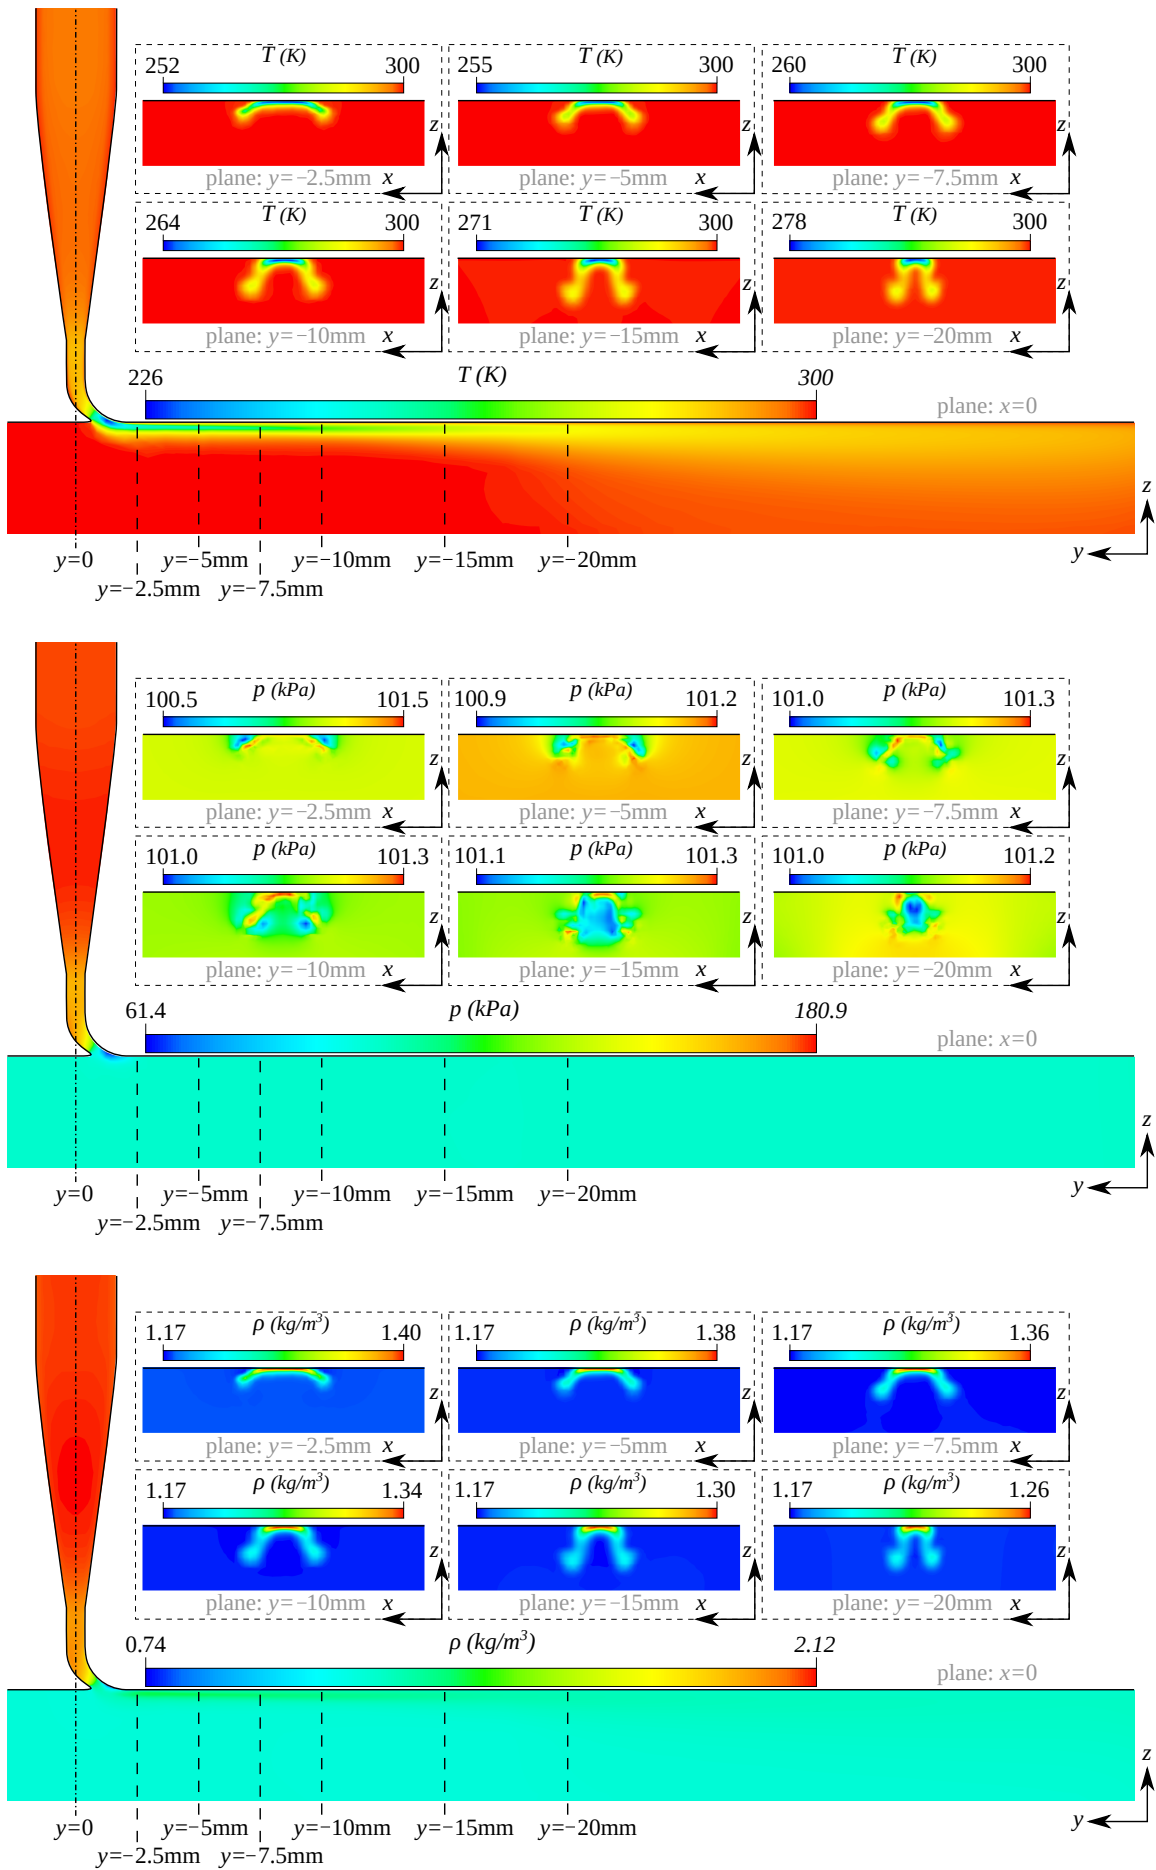 T (K) T (K) T (K)
252 300 255 300 260 300
z z z
plane: y=−2.5mm x plane: y=−5mm x plane: y=−7.5mm x
T (K) T (K) T (K)
264 300 271 300 278 300
z z z
plane: y=−10mm x plane: y=−15mm x plane: y=−20mm x
226 T (K) 300
plane: x=0
z
y
y=0 y=−5mm y=−10mm y=−15mm y=−20mm
y=−2.5mm y=−7.5mm
p (kPa) p (kPa) p (kPa)
100.5 101.5 100.9 101.2 101.0 101.3
z z z
plane: y=−2.5mm x plane: y=−5mm x plane: y=−7.5mm x
p (kPa) p (kPa) p (kPa)
101.0 101.3 101.1 101.3 101.0 101.2
z z z
plane: y=−10mm x plane: y=−15mm x plane: y=−20mm x
61.4 p (kPa) 180.9
plane: x=0
z
y
y=0 y=−5mm y=−10mm y=−15mm y=−20mm
y=−2.5mm y=−7.5mm
ρ (kg/m³) ρ (kg/m³) ρ (kg/m³)
1.17 1.40 1.17 1.38 1.17 1.36
z z z
plane: y=−2.5mm x plane: y=−5mm x plane: y=−7.5mm x
ρ (kg/m³) ρ (kg/m³) ρ (kg/m³)
1.17 1.34 1.17 1.30 1.17 1.26
z z z
plane: y=−10mm x plane: y=−15mm x plane: y=−20mm x
0.74 ρ (kg/m³) 2.12
plane: x=0
z
y
y=0 y=−5mm y=−10mm y=−15mm y=−20mm
y=−2.5mm y=−7.5mm